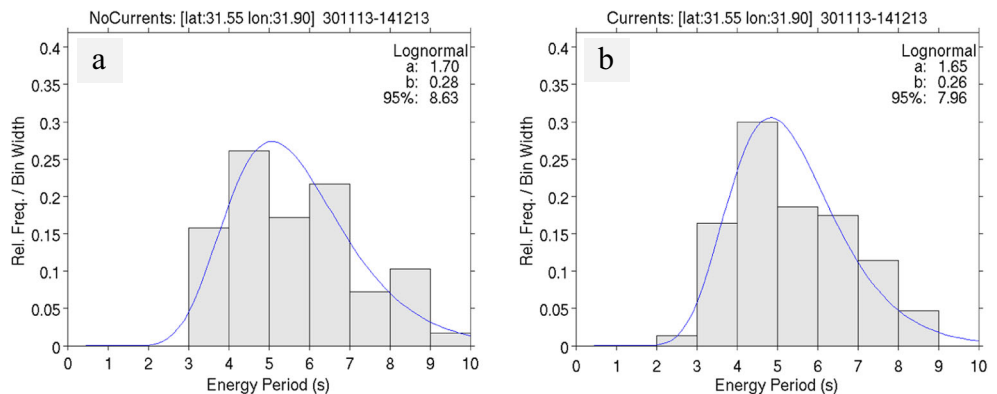 NoCurrents: [lat:31.55 lon:31.90] 301113-141213
a
Lognormal
a: 1.70
b: 0.28
95%: 8.63
Rel. Freq. / Bin Width
0.4
0.35
0.3
0.25
0.2
0.15
0.1
0.05
0
0 1 2 3 4 5 6 7 8 9 10
Energy Period (s)
Currents: [lat:31.55 lon:31.90] 301113-141213
b
Lognormal
a: 1.65
b: 0.26
95%: 7.96
Rel. Freq. / Bin Width
0.4
0.35
0.3
0.25
0.2
0.15
0.1
0.05
0
0 1 2 3 4 5 6 7 8 9 10
Energy Period (s)